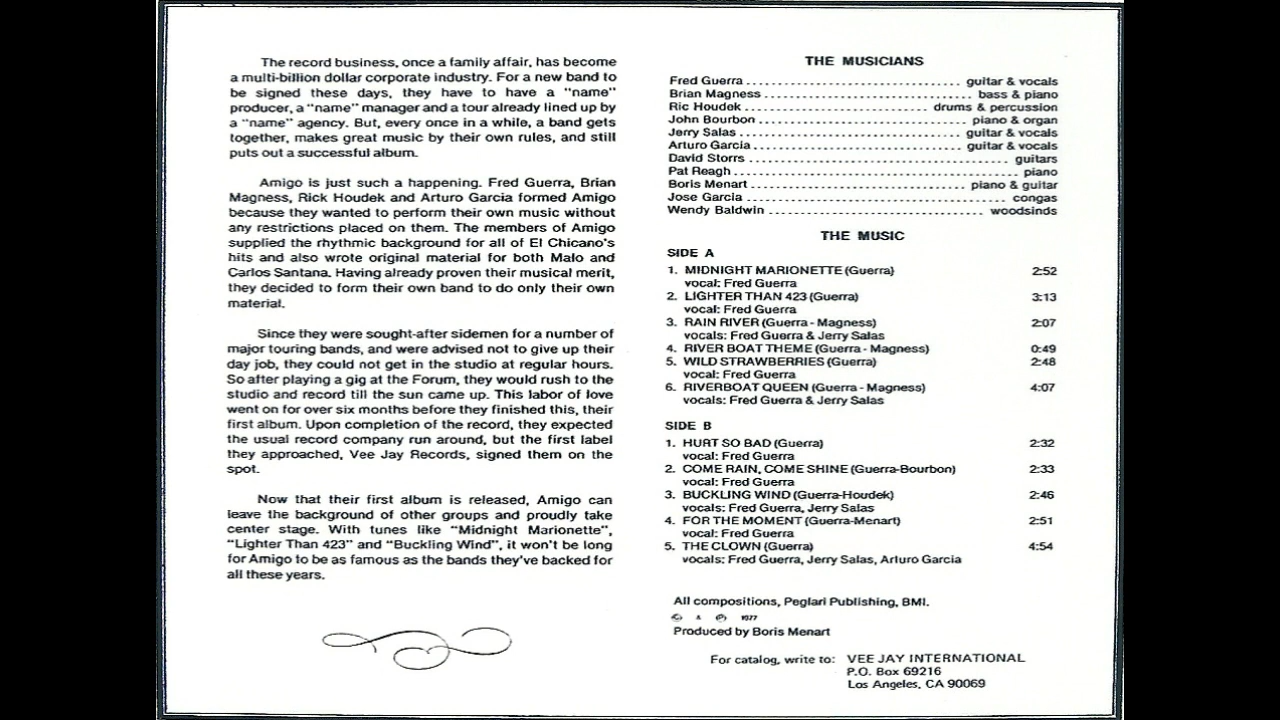 The record business, once a family affair, has become
a multi-billion dollar corporate industry. For a new band to
be signed these days, they have to have a "name"
producer, a "name" manager and a tour already lined up by
a "name" agency. But, every once in a while, a band gets
together, makes great music by their own rules, and still
puts out a successful album.
Amigo is just such a happening. Fred Guerra, Brian
Magness, Rick Houdek and Arturo Garcia formed Amigo
because they wanted to perform their own music without
any restrictions placed on them. The members of Amigo
supplied the rhythmic background for all of El Chicano's
hits and also wrote original material for both Malo and
Carlos Santana. Having already proven their musical merit,
they decided to form their own band to do only their own
material.
Since they were sought-after sidemen for a number of
major touring bands, and were advised not to give up their
day job, they could not get in the studio at regular hours.
So after playing a gig at the Forum, they would rush to the
studio and record till the sun came up. This labor of love
went on for over six months before they finished this, their
first album. Upon completion of the record, they expected
the usual record company run around, but the first label
they approached, Vee Jay Records, signed them on the
spot.
Now that their first album is released, Amigo can
leave the background of other groups and proudly take
center stage. With tunes like "Midnight Marionette",
"Lighter Than 423" and "Buckling Wind", it won't be long
for Amigo to be as famous as the bands they've backed for
all these years.
THE MUSICIANS
Fred Guerra ........................ guitar & vocals
Brian Magness ........................ bass & piano
Ric Houdek ........................ drums & percussion
John Bourbon ........................ piano & organ
Jerry Salas ........................ guitar & vocals
Arturo Garcia ........................ guitar & vocals
David Storrs ........................ guitars
Pat Reagh ........................ piano
Boris Menart ........................ piano & guitar
Jose Garcia ........................ congas
Wendy Baldwin ........................ woodsinds
THE MUSIC
SIDE A
1. MIDNIGHT MARIONETTE (Guerra) 2:52
vocal: Fred Guerra
2. LIGHTER THAN 423 (Guerra) 3:13
vocal: Fred Guerra
3. RAIN RIVER (Guerra - Magness) 2:07
vocals: Fred Guerra & Jerry Salas
4. RIVER BOAT THEME (Guerra - Magness) 0:49
5. WILD STRAWBERRIES (Guerra) 2:48
vocal: Fred Guerra
6. RIVERBOAT QUEEN (Guerra - Magness) 4:07
vocals: Fred Guerra & Jerry Salas
SIDE B
1. HURT SO BAD (Guerra) 2:32
vocal: Fred Guerra
2. COME RAIN, COME SHINE (Guerra-Bourbon) 2:33
vocal: Fred Guerra
3. BUCKLING WIND (Guerra-Houdek) 2:46
vocals: Fred Guerra, Jerry Salas
4. FOR THE MOMENT (Guerra-Menart) 2:51
vocal: Fred Guerra
5. THE CLOWN (Guerra) 4:54
vocals: Fred Guerra, Jerry Salas, Arturo Garcia
All compositions, Peglari Publishing, BMI.
© & ℗ 1977
Produced by Boris Menart
For catalog, write to: VEE JAY INTERNATIONAL
P.O. Box 69216
Los Angeles, CA 90069